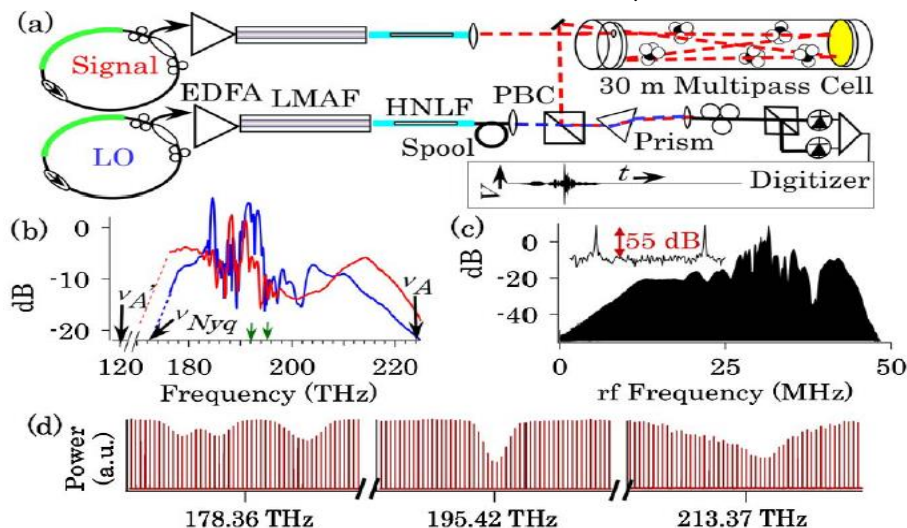 (a)
Signal
EDFA LMAF HNLF PBC 30 m Multipass Cell
LO Spool Prism
V t Digitizer
(b) (c)
0 0 55 dB
dB -10 dB -20
-20 -40
νA' νNyq νA
120 180 200 220 0 25 50
Frequency (THz) rf Frequency (MHz)
(d)
Power
(a.u.)
178.36 THz 195.42 THz 213.37 THz